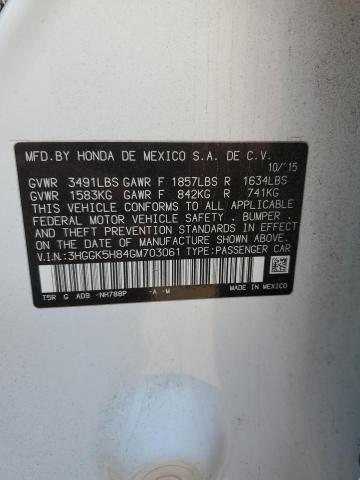 MFD.BY HONDA DE MEXICO S.A. DE C.V.
10/'15
GVWR 3491LBS GAWR F 1857LBS R 1634LBS
GVWR 1583KG GAWR F 842KG R 741KG
THIS VEHICLE CONFORMS TO ALL APPLICABLE
FEDERAL MOTOR VEHICLE SAFETY . BUMPER .
AND THEFT PREVENTION STANDARDS IN EFFECT
ON THE DATE OF MANUFACTURE SHOWN ABOVE.
V.I.N.:3HGGK5H84GM703061 TYPE:PASSENGER CAR
T5R G AD9 -NH788P -A -M MADE IN MEXICO